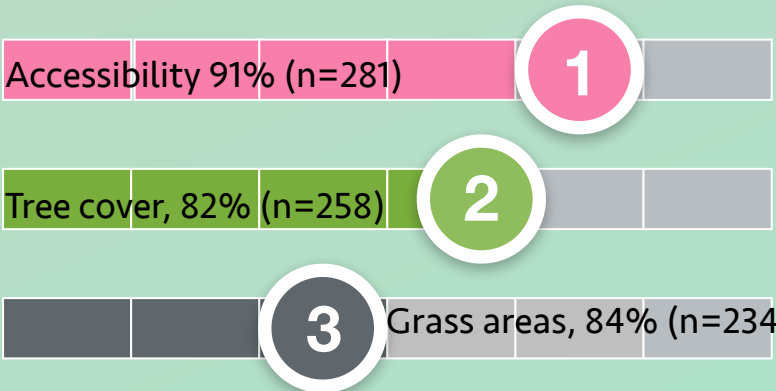 Accessibility 91% (n=281)
1
Tree cover, 82% (n=258)
2
3
Grass areas, 84% (n=234